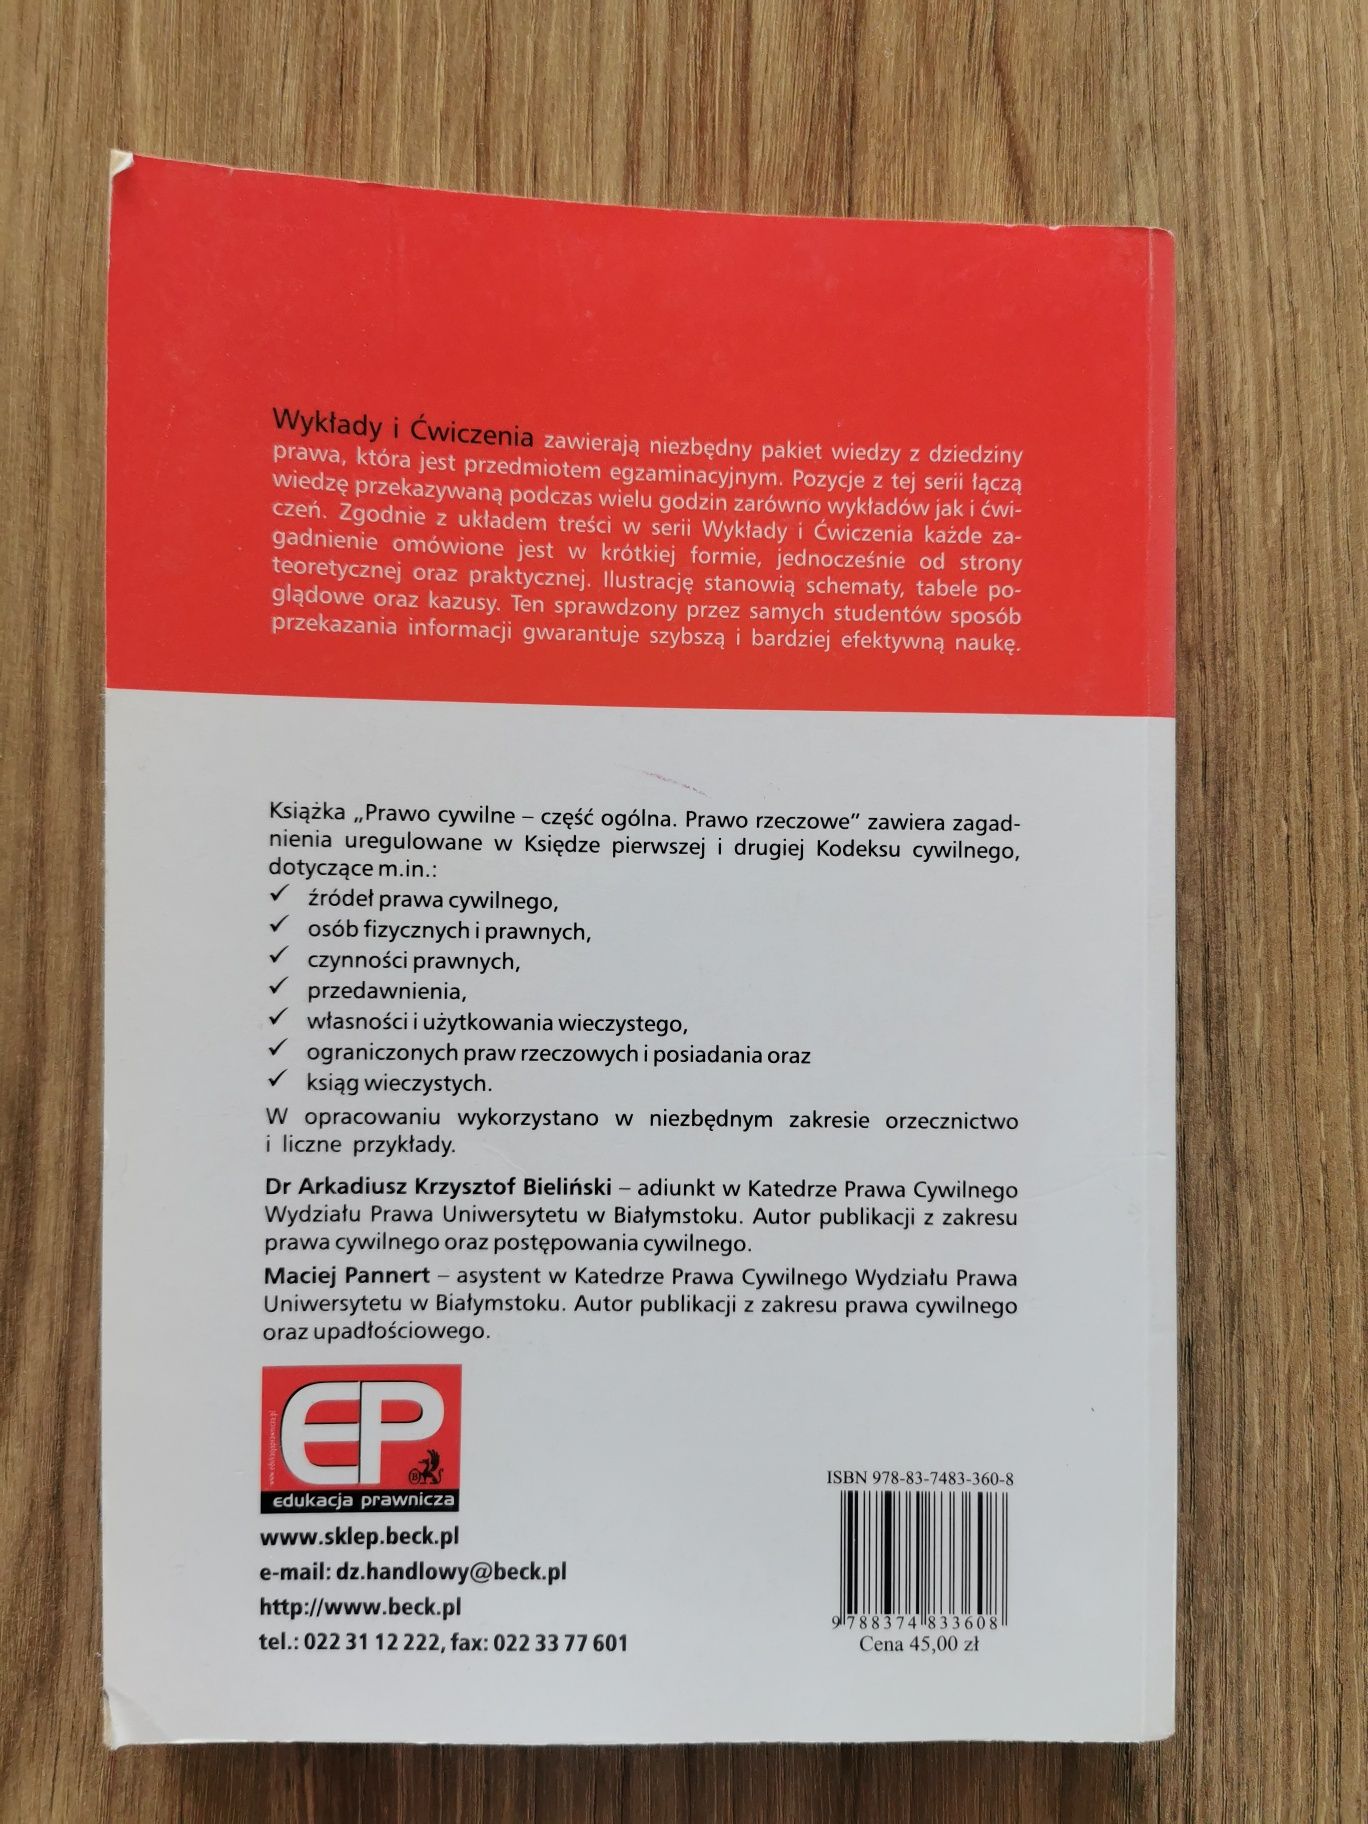 Wykłady i Ćwiczenia zawierają niezbędny pakiet wiedzy z dziedziny
prawa, która jest przedmiotem egzaminacyjnym. Pozycje z tej serii łączą
wiedzę przekazywaną podczas wielu godzin zarówno wykładów jak i ćwi-
czeń. Zgodnie z układem treści w serii Wykłady i Ćwiczenia każde za-
gadnienie omówione jest w krótkiej formie, jednocześnie od strony
teoretycznej oraz praktycznej. Ilustrację stanowią schematy, tabele po-
glądowe oraz kazusy. Ten sprawdzony przez samych studentów sposób
przekazania informacji gwarantuje szybszą i bardziej efektywną naukę.
Książka „Prawo cywilne – część ogólna. Prawo rzeczowe” zawiera zagad-
nienia uregulowane w Księdze pierwszej i drugiej Kodeksu cywilnego,
dotyczące m.in.:
✓ źródeł prawa cywilnego,
✓ osób fizycznych i prawnych,
✓ czynności prawnych,
✓ przedawnienia,
✓ własności i użytkowania wieczystego,
✓ ograniczonych praw rzeczowych i posiadania oraz
✓ ksiąg wieczystych.
W opracowaniu wykorzystano w niezbędnym zakresie orzecznictwo
i liczne przykłady.
Dr Arkadiusz Krzysztof Bieliński – adiunkt w Katedrze Prawa Cywilnego
Wydziału Prawa Uniwersytetu w Białymstoku. Autor publikacji z zakresu
prawa cywilnego oraz postępowania cywilnego.
Maciej Pannert – asystent w Katedrze Prawa Cywilnego Wydziału Prawa
Uniwersytetu w Białymstoku. Autor publikacji z zakresu prawa cywilnego
oraz upadłościowego.
www.edukacjaprawnicza.pl
EP
edukacja prawnicza
www.sklep.beck.pl
e-mail: dz.handlowy@beck.pl
http://www.beck.pl
tel.: 022 31 12 222, fax: 022 33 77 601
ISBN 978-83-7483-360-8
9 788374 833608
Cena 45,00 zł